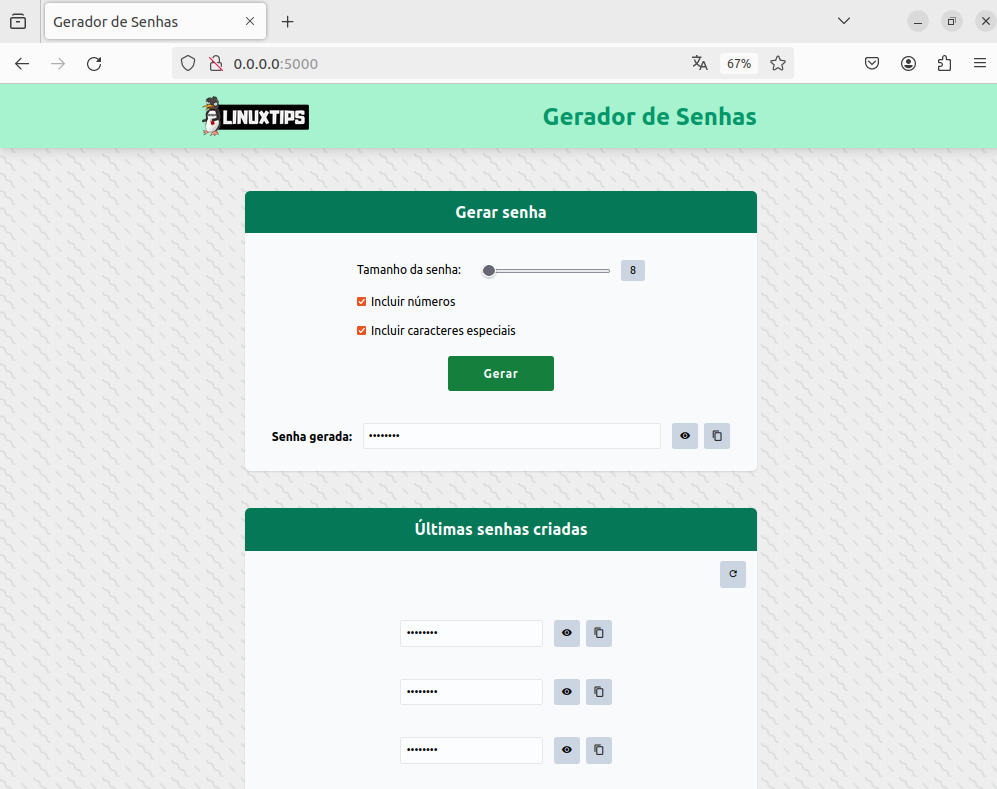 Gerador de Senhas
0.0.0.0:5000
67%
LINUXTIPS
Gerador de Senhas
Gerar senha
Tamanho da senha:
8
Incluir números
Incluir caracteres especiais
Gerar
Senha gerada:
••••••••
Últimas senhas criadas
••••••••
••••••••
••••••••